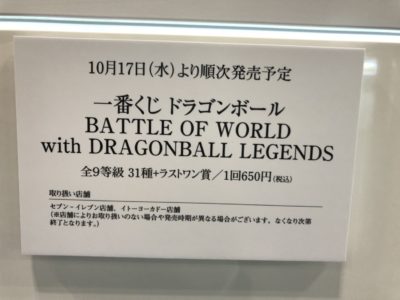 10月17日(水)より順次発売予定
一番くじ ドラゴンボール
BATTLE OF WORLD
with DRAGONBALL LEGENDS
全9等級 31種+ラストワン賞/1回650円(税込)
取り扱い店舗
セブン-イレブン店舗、イトーヨーカドー店舗
(※店舗によりお取り扱いのない場合や発売時期が異なる場合がございます。なくなり次第
終了となります。)